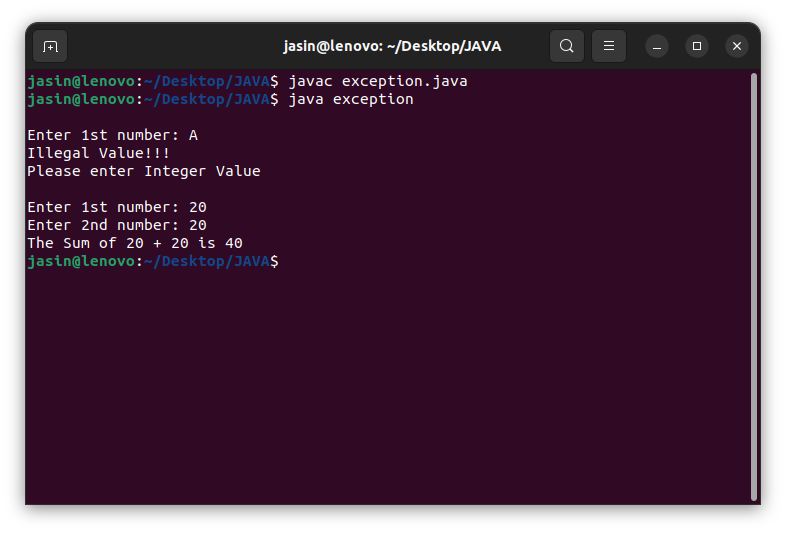 jasin@lenovo: ~/Desktop/JAVA
jasin@lenovo:~/Desktop/JAVA$ javac exception.java
jasin@lenovo:~/Desktop/JAVA$ java exception
Enter 1st number: A
Illegal Value!!!
Please enter Integer Value
Enter 1st number: 20
Enter 2nd number: 20
The Sum of 20 + 20 is 40
jasin@lenovo:~/Desktop/JAVA$